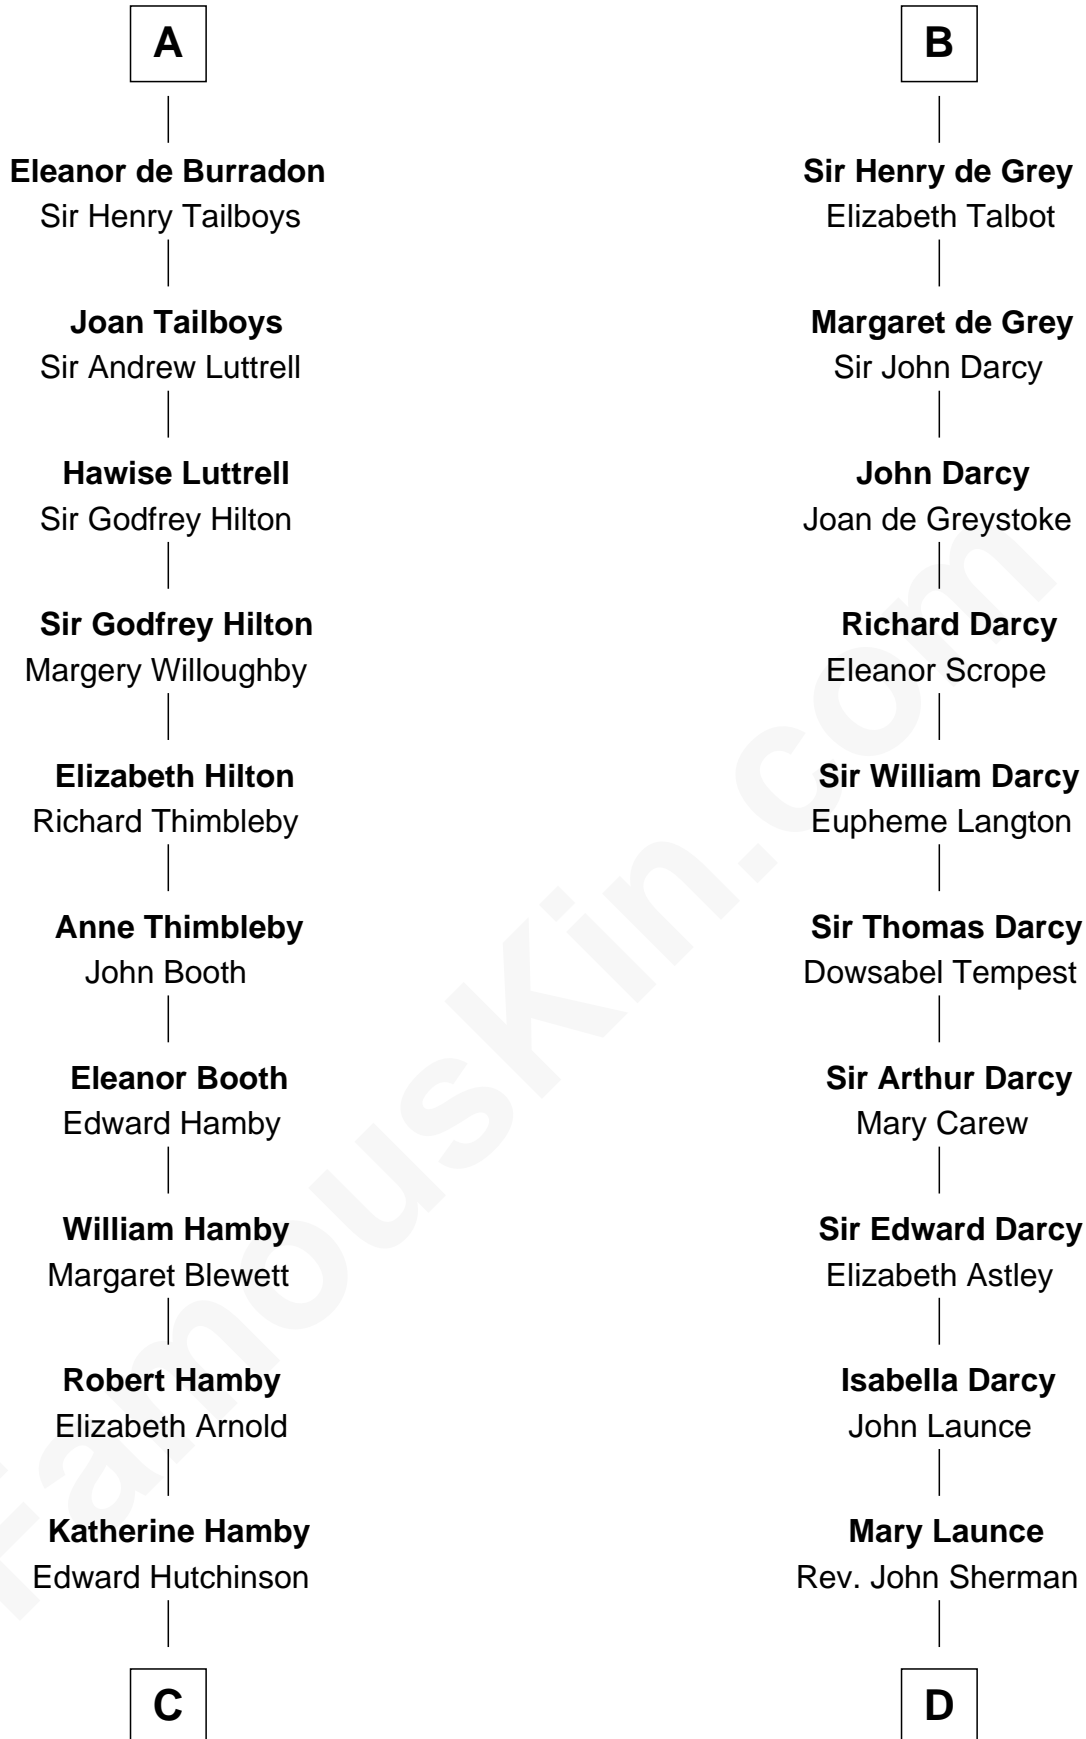 A
Eleanor de Burradon
Sir Henry Tailboys
Joan Tailboys
Sir Andrew Luttrell
Hawise Luttrell
Sir Godfrey Hilton
Sir Godfrey Hilton
Margery Willoughby
Elizabeth Hilton
Richard Thimbleby
Anne Thimbleby
John Booth
Eleanor Booth
Edward Hamby
William Hamby
Margaret Blewett
Robert Hamby
Elizabeth Arnold
Katherine Hamby
Edward Hutchinson
C
B
Sir Henry de Grey
Elizabeth Talbot
Margaret de Grey
Sir John Darcy
John Darcy
Joan de Greystoke
Richard Darcy
Eleanor Scrope
Sir William Darcy
Eupheme Langton
Sir Thomas Darcy
Dowsabel Tempest
Sir Arthur Darcy
Mary Carew
Sir Edward Darcy
Elizabeth Astley
Isabella Darcy
John Launce
Mary Launce
Rev. John Sherman
D
FamousKin.com